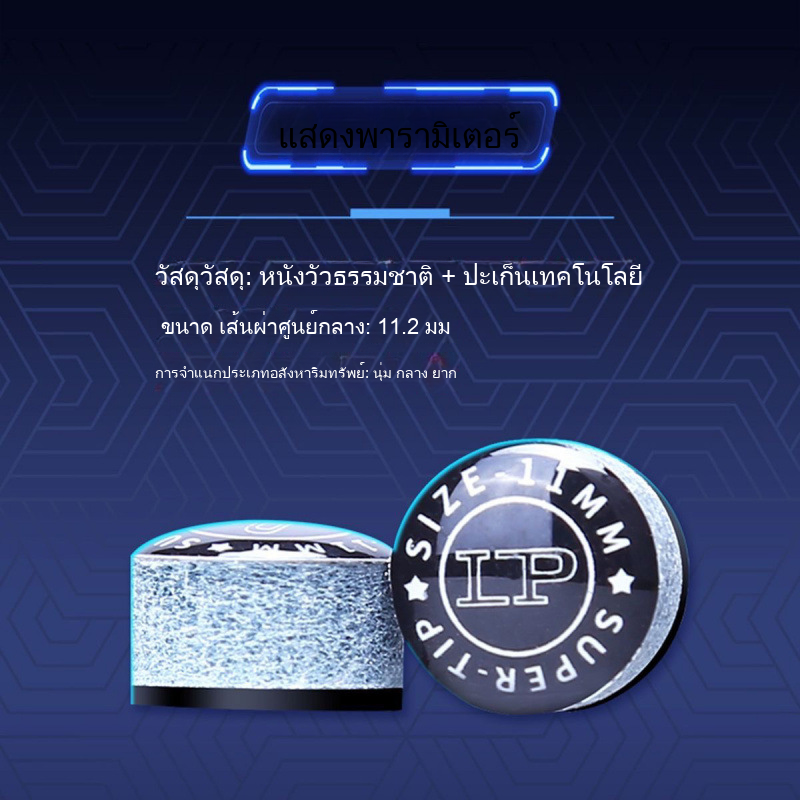 แสดงพารามิเตอร์
วัสดุวัสดุ: หนังวัวธรรมชาติ + ปะเก็นเทคโนโลยี
ขนาด เส้นผ่าศูนย์กลาง: 11.2 มม
การจำแนกประเภทอสังหาริมทรัพย์: นุ่ม กลาง ยาก
SIZE-11MM
IP
SUPER-TIP